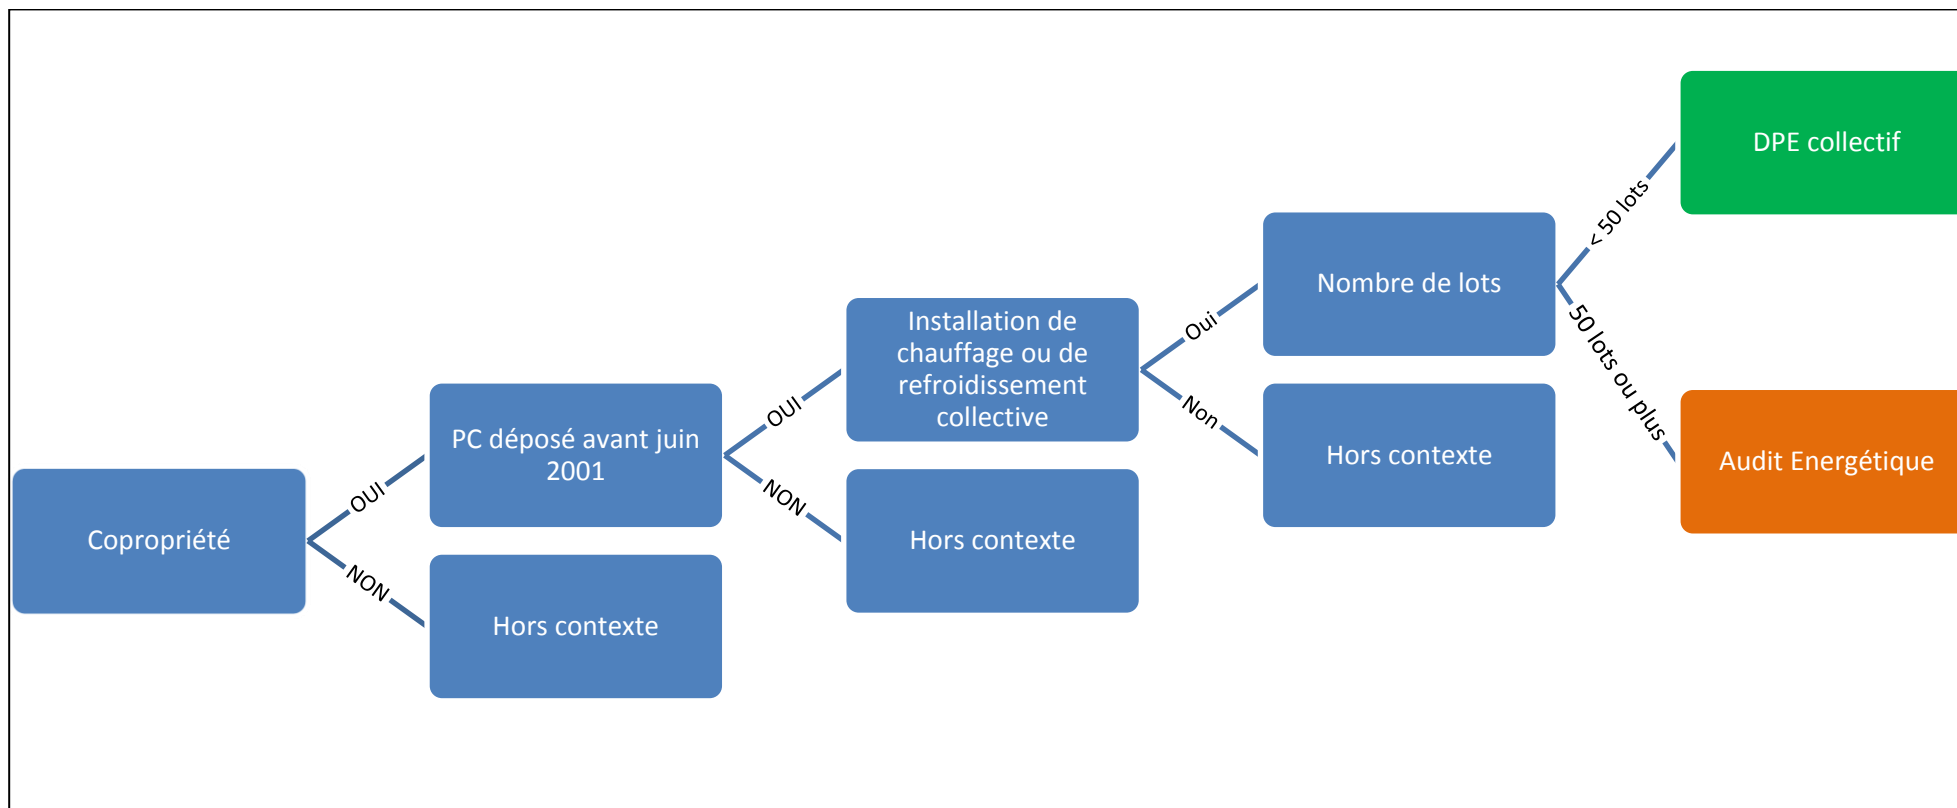 Copropriété
OUI
NON
PC déposé avant juin
2001
Hors contexte
OUI
NON
Installation de
chauffage ou de
refroidissement
collective
Hors contexte
Oui
Non
Nombre de lots
Hors contexte
< 50 lots
50 lots ou plus
DPE collectif
Audit Energétique